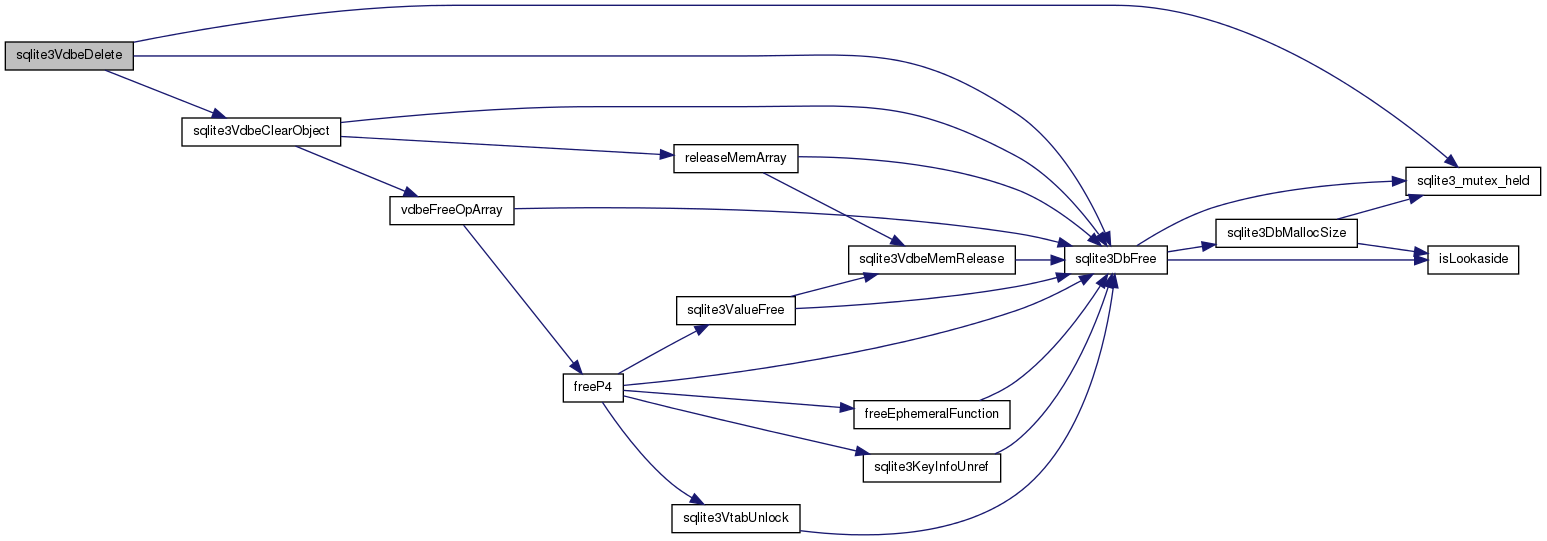 sqlite3VdbeDelete
sqlite3VdbeClearObject
releaseMemArray
sqlite3_mutex_held
vdbeFreeOpArray
sqlite3DbMallocSize
sqlite3VdbeMemRelease
sqlite3DbFree
isLookaside
sqlite3ValueFree
freeP4
freeEphemeralFunction
sqlite3KeyInfoUnref
sqlite3VtabUnlock